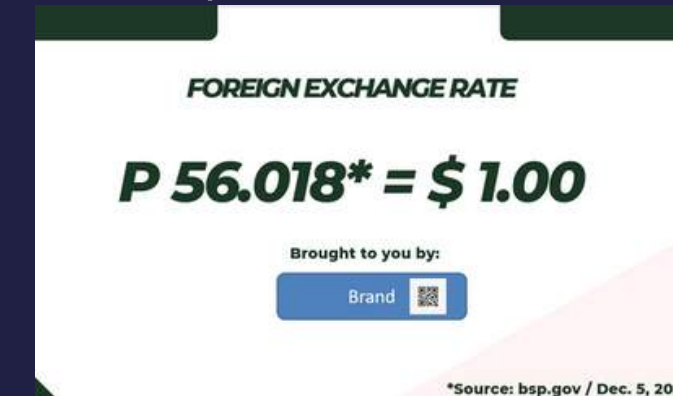 FOREIGN EXCHANGE RATE
P 56.018* = $ 1.00
Brought to you by:
Brand
*Source: bsp.gov / Dec. 5, 20